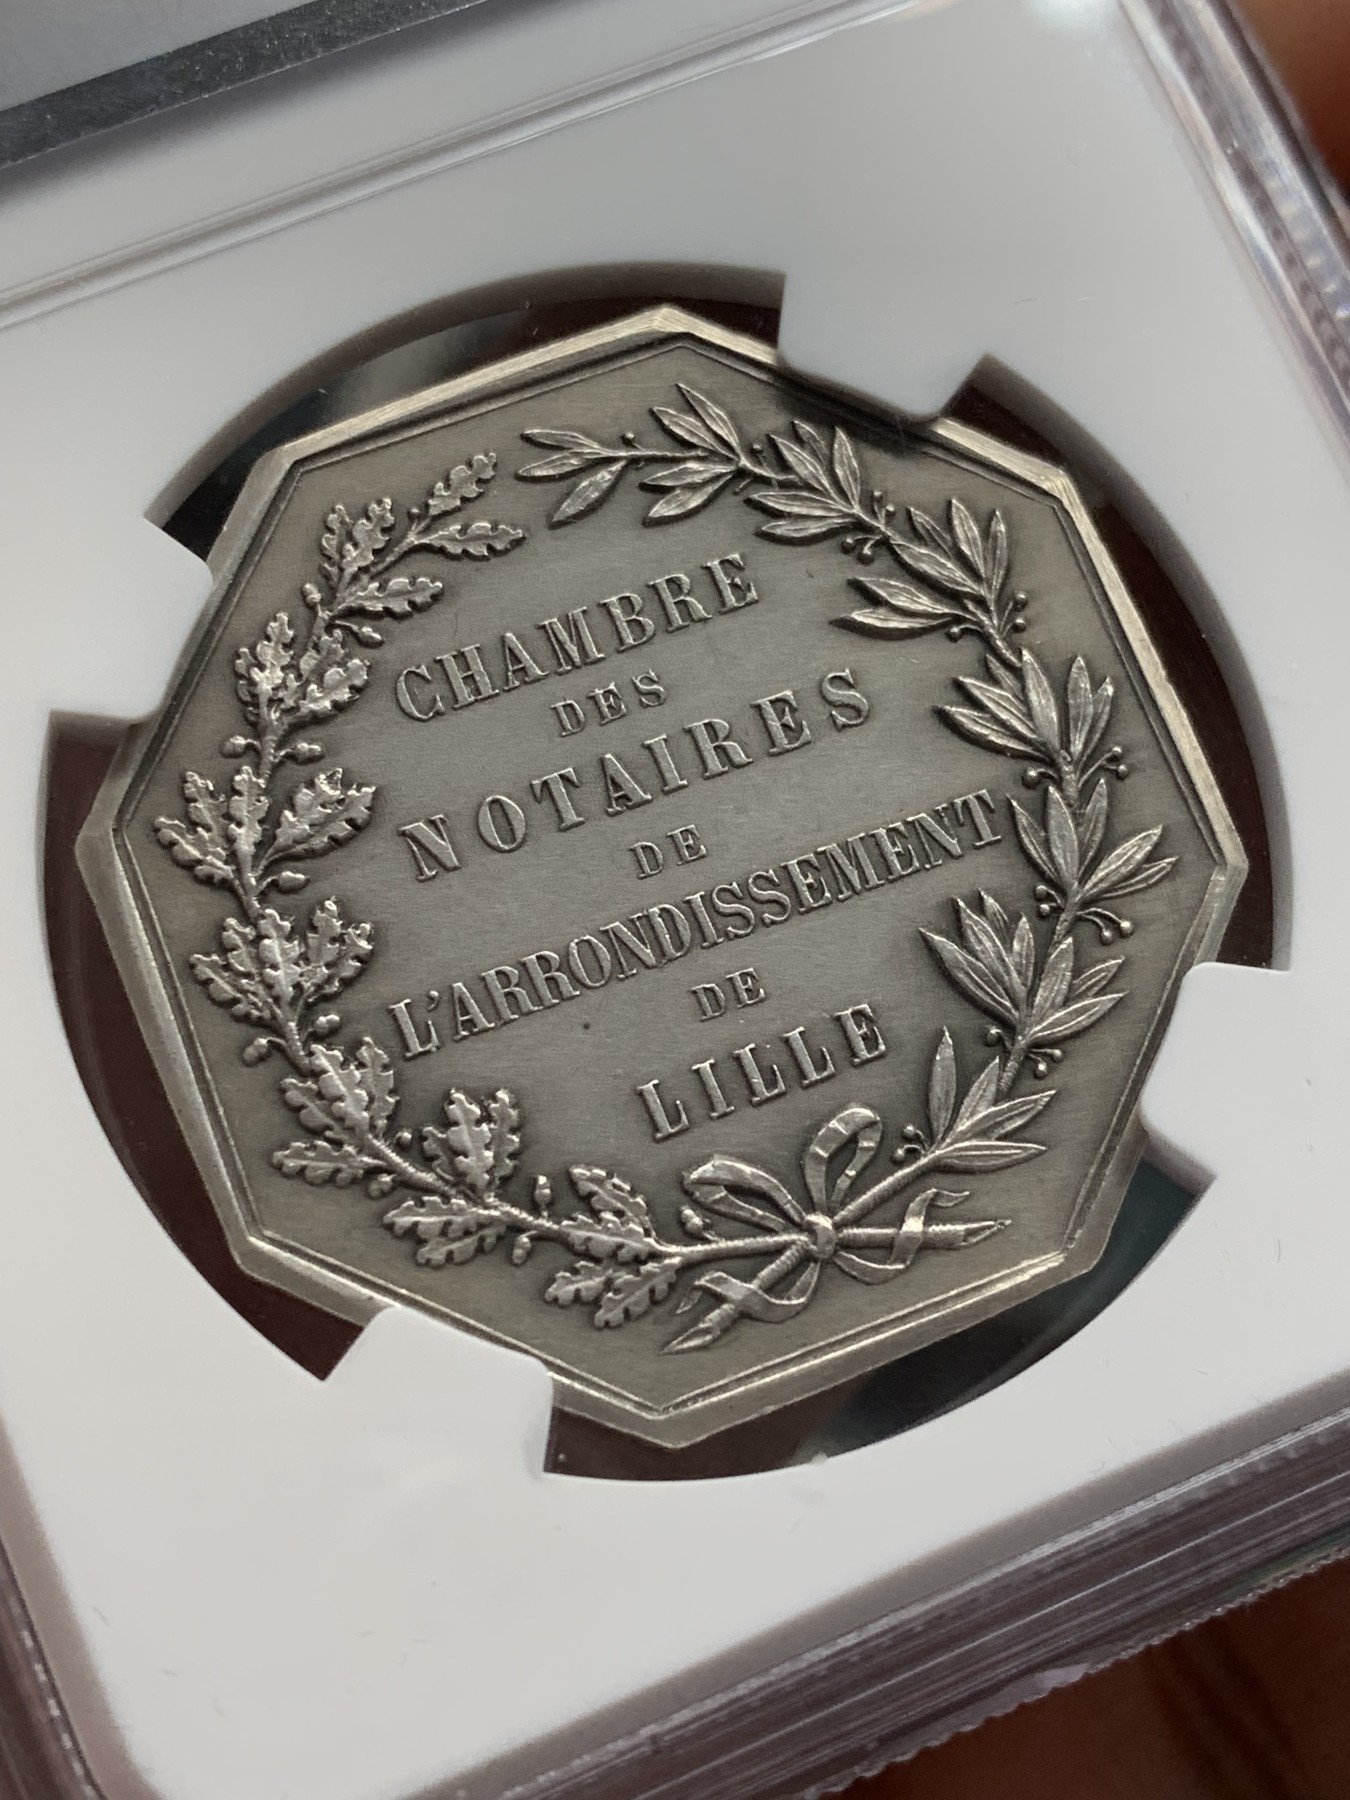 CHAMBRE
DES
NOTAIRES
DE
L'ARRONDISSEMENT
DE
LILLE